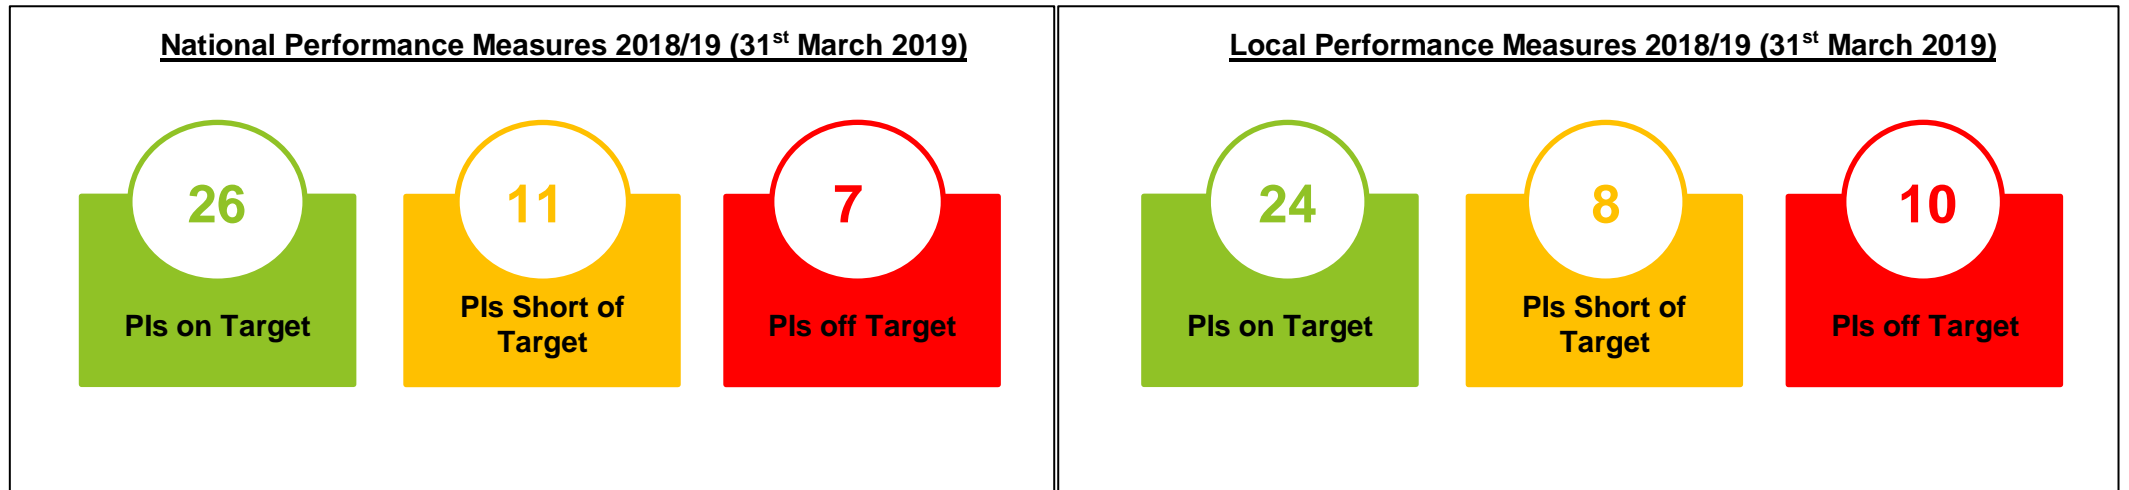 National Performance Measures 2018/19 (31st March 2019)
26
PIs on Target
11
PIs Short of
Target
7
PIs off Target
Local Performance Measures 2018/19 (31st March 2019)
24
PIs on Target
8
PIs Short of
Target
10
PIs off Target